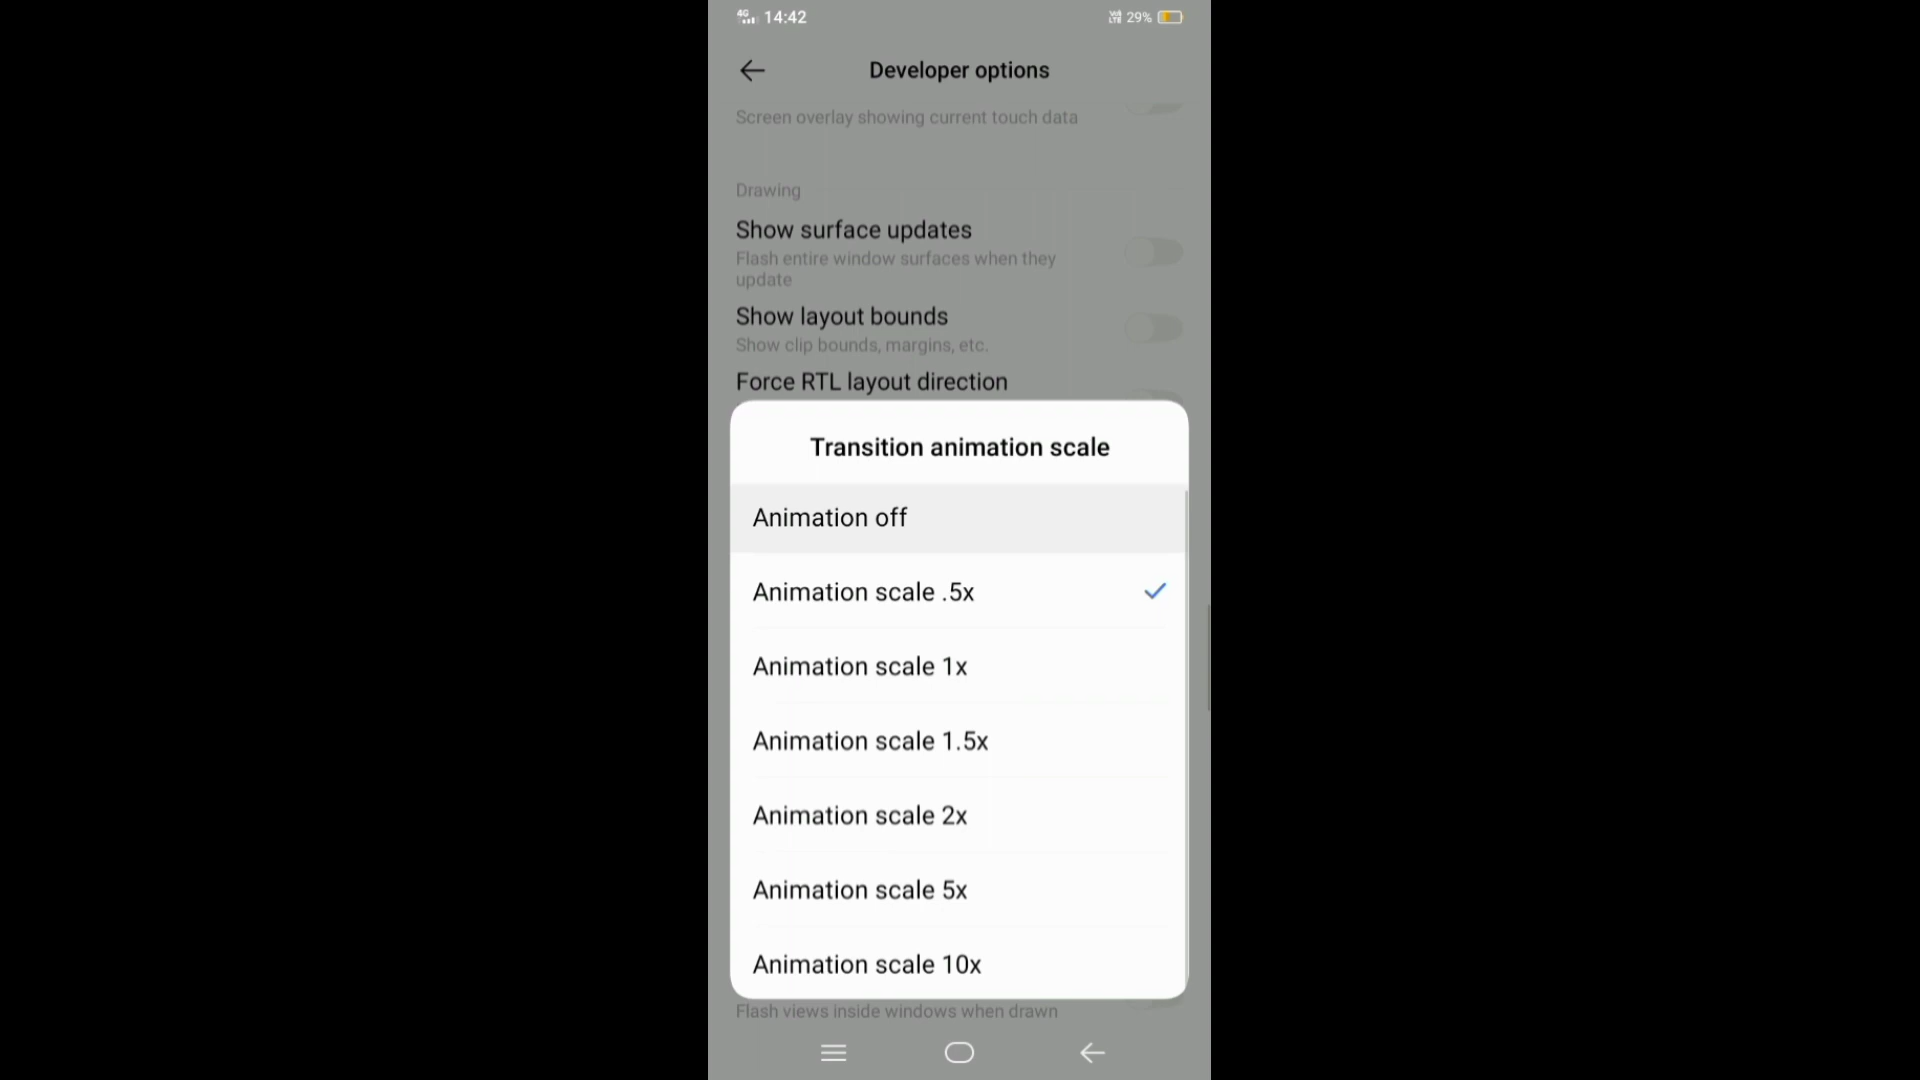 4G 14:42 Vo LTE 29%
Developer options
Screen overlay showing current touch data
Drawing
Show surface updates
Flash entire window surfaces when they
update
Show layout bounds
Show clip bounds, margins, etc.
Force RTL layout direction
Transition animation scale
Animation off
Animation scale .5x
Animation scale 1x
Animation scale 1.5x
Animation scale 2x
Animation scale 5x
Animation scale 10x
Flash views inside windows when drawn